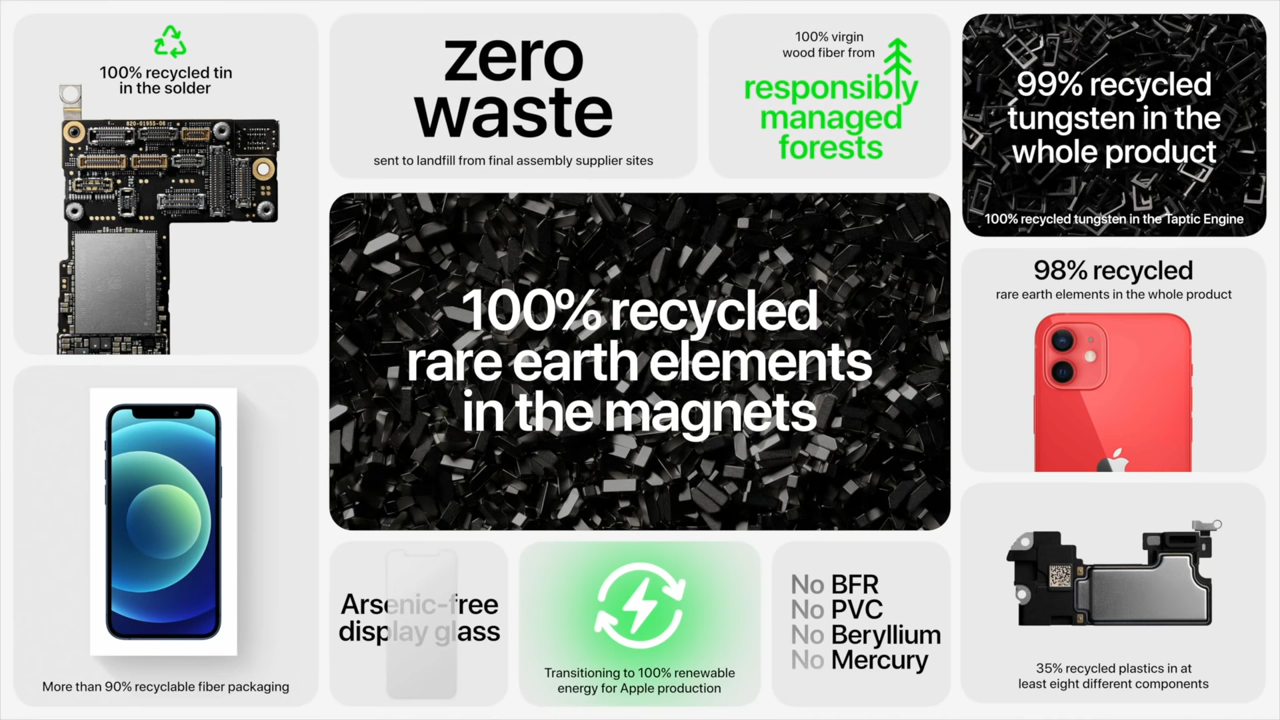 100% recycled tin
in the solder
820-01955-06
zero
waste
sent to landfill from final assembly supplier sites
100% virgin
wood fiber from
responsibly
managed
forests
99% recycled
tungsten in the
whole product
100% recycled tungsten in the Taptic Engine
100% recycled
rare earth elements
in the magnets
98% recycled
rare earth elements in the whole product
More than 90% recyclable fiber packaging
Arsenic-free
display glass
Transitioning to 100% renewable
energy for Apple production
No BFR
No PVC
No Beryllium
No Mercury
35% recycled plastics in at
least eight different components